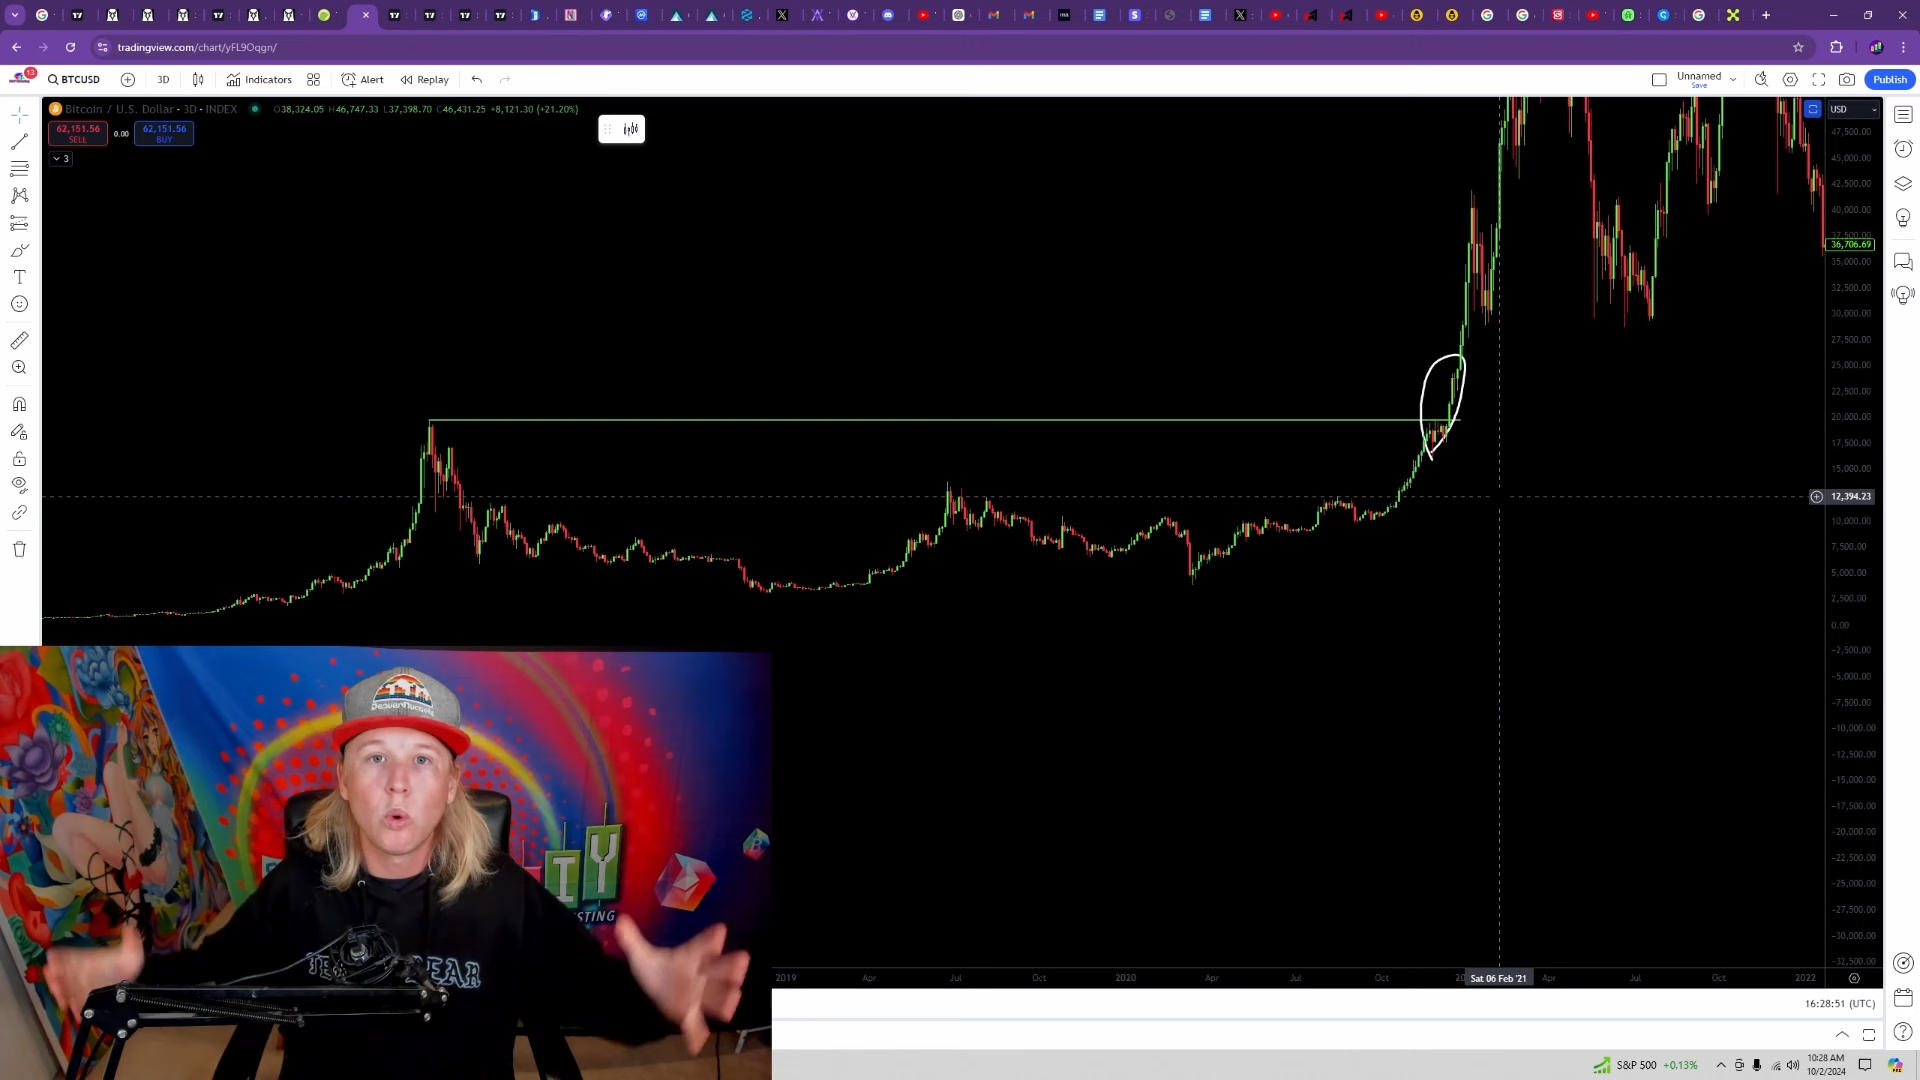 tradingview.com/chart/yFL9Oqgn/
13
BTCUSD
3D
Indicators
Alert
Replay
Unnamed
Save
Publish
Bitcoin / U.S. Dollar · 3D · INDEX
O38,324.05 H46,747.33 L37,398.70 C46,431.25 +8,121.30 (+21.20%)
USD
62,151.56
SELL
0.00
62,151.56
BUY
3
47,500.00
45,000.00
42,500.00
40,000.00
37,500.00
36,706.69
35,000.00
32,500.00
30,000.00
27,500.00
25,000.00
22,500.00
20,000.00
17,500.00
15,000.00
12,394.23
10,000.00
7,500.00
5,000.00
2,500.00
0.00
−2,500.00
−5,000.00
−7,500.00
−10,000.00
−12,500.00
−15,000.00
−17,500.00
−20,000.00
−22,500.00
−25,000.00
−27,500.00
−30,000.00
−32,500.00
2019
Apr
Jul
Oct
2020
Apr
Jul
Oct
Sat 06 Feb '21
Apr
Jul
Oct
2022
16:28:51 (UTC)
S&P 500 +0.13%
10:28 AM
10/2/2024
Denver Nuggets
IY
STING